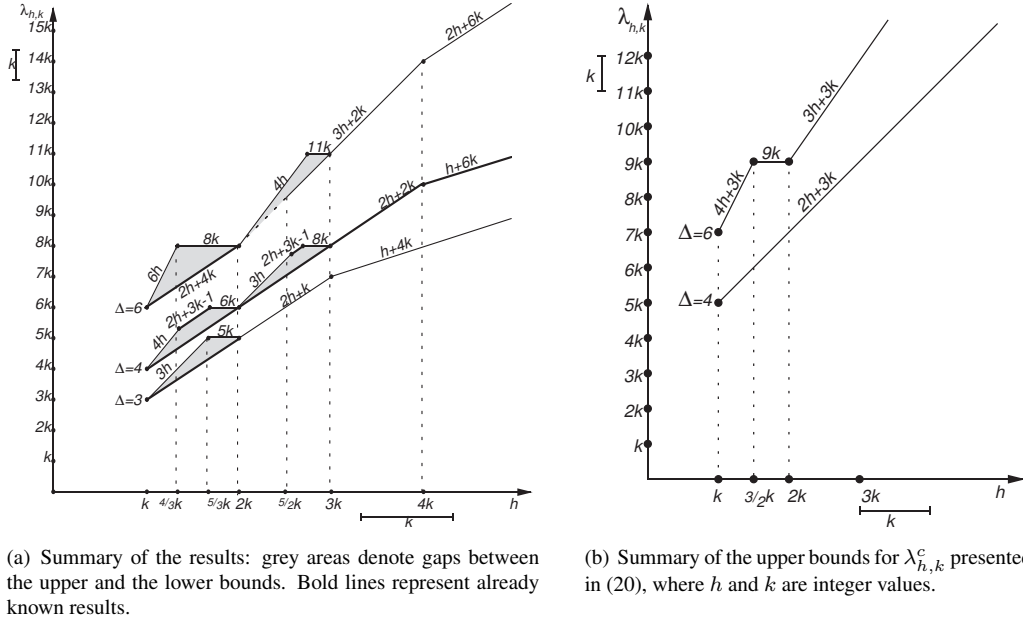 λh,k
15k
14k
13k
12k
11k
10k
9k
8k
7k
6k
5k
4k
3k
2k
k
k
2h+6k
3h+2k
11k
4h
h+6k
2h+2k
8k
2h+3k-1
3h
h+4k
2h+k
8k
6h
2h+4k
2h+3k-1
6k
4h
5k
3h
Δ=6
Δ=4
Δ=3
k 4/3k 5/3k 2k 5/2k 3k 4k h
k
(a) Summary of the results: grey areas denote gaps between
the upper and the lower bounds. Bold lines represent already
known results.
λh,k
12k
11k
10k
9k
8k
7k
6k
5k
4k
3k
2k
k
k
3h+3k
9k
4h+3k
2h+3k
Δ=6
Δ=4
k 3/2k 2k 3k h
k
(b) Summary of the upper bounds for λ^c_h,k presented
in (20), where h and k are integer values.